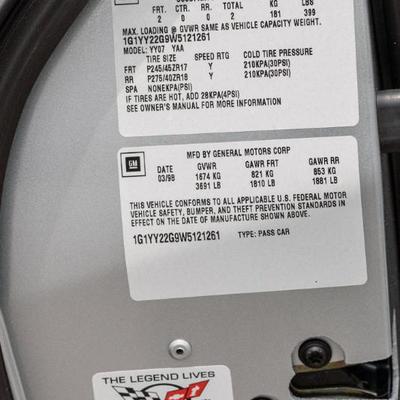 FRT. CTR. RR. TOTAL KG LBS
2 0 0 2 181 399
MAX. LOADING @ GVWR SAME AS VEHICLE CAPACITY WEIGHT.
1G1YY22G9W5121261
MODEL: YY07 YAA
TIRE SIZE SPEED RTG COLD TIRE PRESSURE
FRT P245/45ZR17 Y 210KPA(30PSI)
RR P275/40ZR18 Y 210KPA(30PSI)
SPA NONEKPA(PSI)
IF TIRES ARE HOT, ADD 28KPA(4PSI)
SEE OWNER'S MANUAL FOR MORE INFORMATION
GM
MFD BY GENERAL MOTORS CORP
DATE GVWR GAWR FRT GAWR RR
03/98 1674 KG 821 KG 853 KG
3691 LB 1810 LB 1881 LB
THIS VEHICLE CONFORMS TO ALL APPLICABLE U.S. FEDERAL MOTOR
VEHICLE SAFETY, BUMPER, AND THEFT PREVENTION STANDARDS IN
EFFECT ON THE DATE OF MANUFACTURE SHOWN ABOVE.
1G1YY22G9W5121261 TYPE: PASS CAR
THE LEGEND LIVES